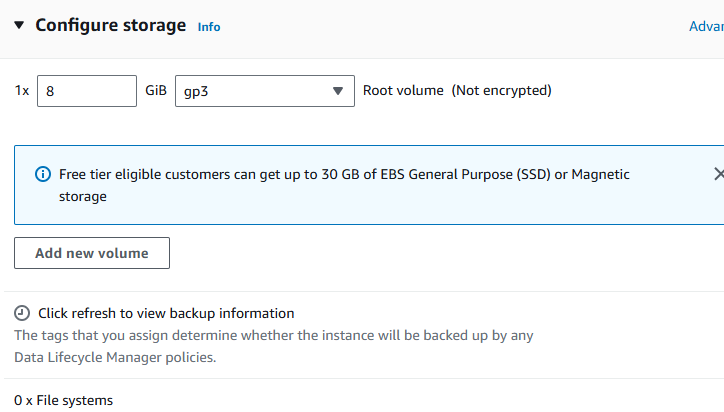 Configure storage Info Advan
1x 8 GiB gp3 Root volume (Not encrypted)
Free tier eligible customers can get up to 30 GB of EBS General Purpose (SSD) or Magnetic
storage
Add new volume
Click refresh to view backup information
The tags that you assign determine whether the instance will be backed up by any
Data Lifecycle Manager policies.
0 x File systems